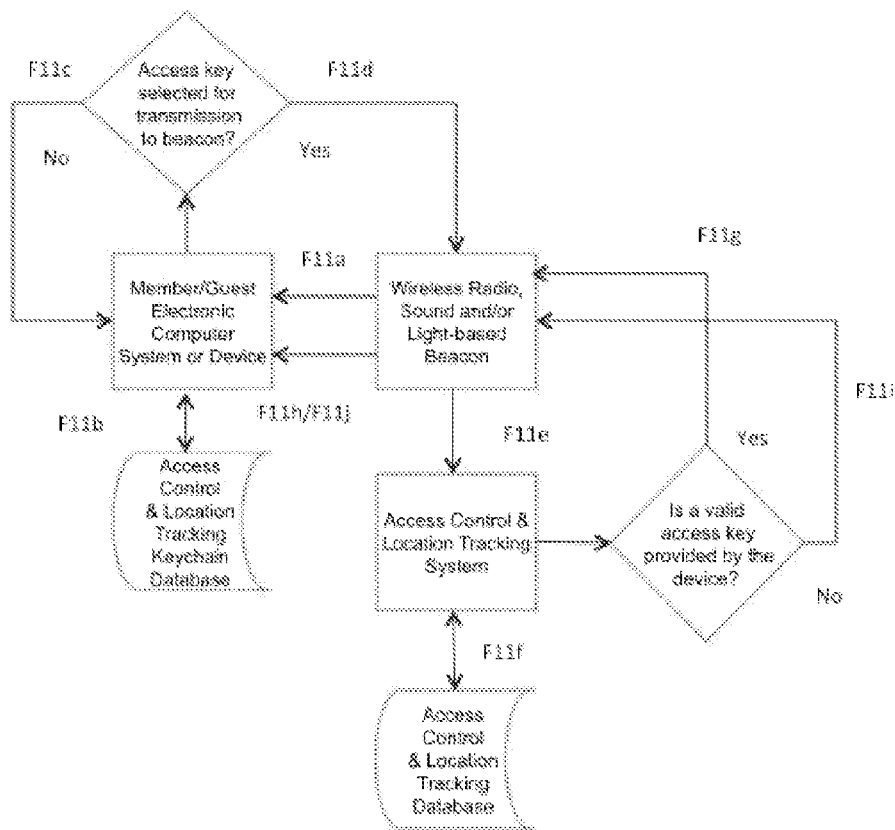 F11c
Access key
selected for
transmission
to beacon?
F11d
No
Yes
F11g
F11a
Member/Guest
Electronic
Computer
System or Device
Wireless Radio,
Sound and/or
Light-based
Beacon
F11i
F11b
F11h/F11j
F11e
Yes
Access
Control
& Location
Tracking
Keychain
Database
Access Control &
Location Tracking
System
Is a valid
access key
provided by the
device?
No
F11f
Access
Control
& Location
Tracking
Database